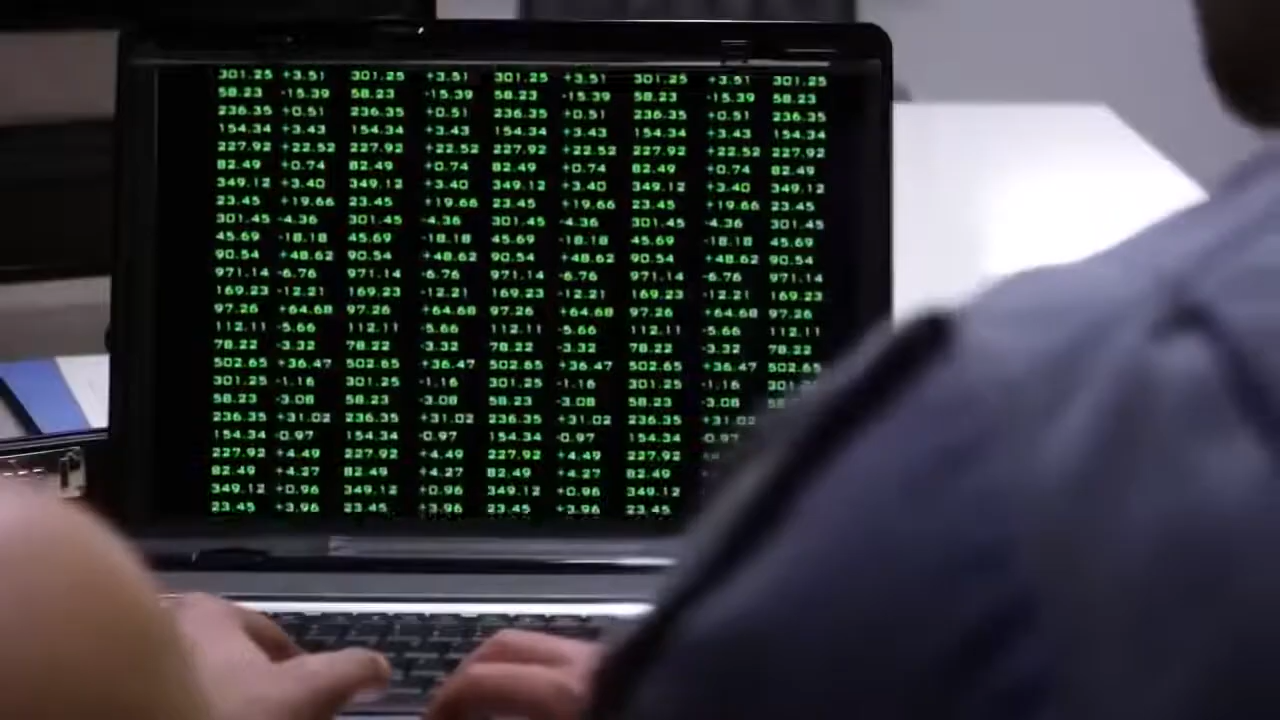 301.25 +3.51 301.25 +3.51 301.25 +3.51 301.25 +3.51 301.25
58.23 -15.39 58.23 -15.39 58.23 -15.39 58.23 -15.39 58.23
236.35 +0.51 236.35 +0.51 236.35 +0.51 236.35 +0.51 236.35
154.34 +3.43 154.34 +3.43 154.34 +3.43 154.34 +3.43 154.34
227.92 +22.52 227.92 +22.52 227.92 +22.52 227.92 +22.52 227.92
82.49 +0.74 82.49 +0.74 82.49 +0.74 82.49 +0.74 82.49
349.12 +3.40 349.12 +3.40 349.12 +3.40 349.12 +3.40 349.12
23.45 +19.66 23.45 +19.66 23.45 +19.66 23.45 +19.66 23.45
301.45 -4.36 301.45 -4.36 301.45 -4.36 301.45 -4.36 301.45
45.69 -18.18 45.69 -18.18 45.69 -18.18 45.69 -18.18 45.69
90.54 +48.62 90.54 +48.62 90.54 +48.62 90.54 +48.62 90.54
971.14 -6.76 971.14 -6.76 971.14 -6.76 971.14 -6.76 971.14
169.23 -12.21 169.23 -12.21 169.23 -12.21 169.23 -12.21 169.23
97.26 +64.68 97.26 +64.68 97.26 +64.68 97.26 +64.68 97.26
112.11 -5.66 112.11 -5.66 112.11 -5.66 112.11 -5.66 112.11
78.22 -3.32 78.22 -3.32 78.22 -3.32 78.22 -3.32 78.22
502.65 +36.47 502.65 +36.47 502.65 +36.47 502.65 +36.47 502.65
301.25 -1.16 301.25 -1.16 301.25 -1.16 301.25 -1.16
58.23 -3.08 58.23 -3.08 58.23 -3.08 58.23 -3.08
236.35 +31.02 236.35 +31.02 236.35 +31.02 236.35 +31.02
154.34 -0.97 154.34 -0.97 154.34 -0.97 154.34 -0.97
227.92 +4.49 227.92 +4.49 227.92 +4.49 227.92
82.49 +4.27 82.49 +4.27 82.49 +4.27 82.49
349.12 +0.96 349.12 +0.96 349.12 +0.96 349.12
23.45 +3.96 23.45 +3.96 23.45 +3.96 23.45